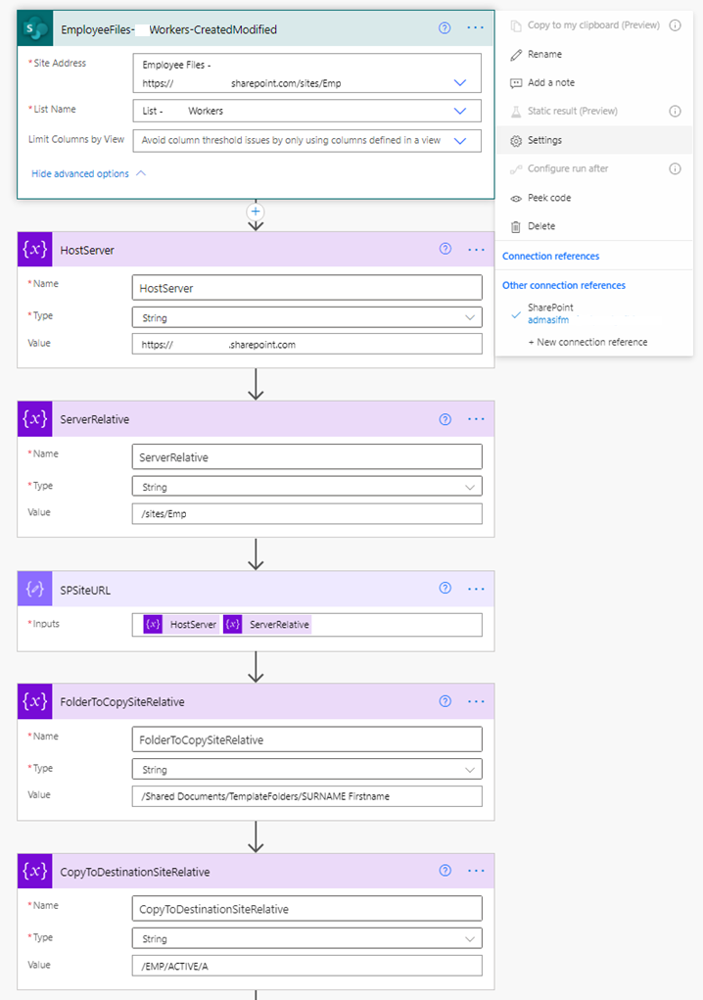 EmployeeFiles- Workers-CreatedModified
* Site Address
Employee Files -
https:// sharepoint.com/sites/Emp
* List Name
List - Workers
Limit Columns by View
Avoid column threshold issues by only using columns defined in a view
Hide advanced options
Copy to my clipboard (Preview)
Rename
Add a note
Static result (Preview)
Settings
Configure run after
Peek code
Delete
Connection references
Other connection references
SharePoint
admasifm
+ New connection reference
HostServer
* Name
HostServer
* Type
String
Value
https:// .sharepoint.com
ServerRelative
* Name
ServerRelative
* Type
String
Value
/sites/Emp
SPSiteURL
* Inputs
{x} HostServer {x} ServerRelative
FolderToCopySiteRelative
* Name
FolderToCopySiteRelative
* Type
String
Value
/Shared Documents/TemplateFolders/SURNAME Firstname
CopyToDestinationSiteRelative
* Name
CopyToDestinationSiteRelative
* Type
String
Value
/EMP/ACTIVE/A